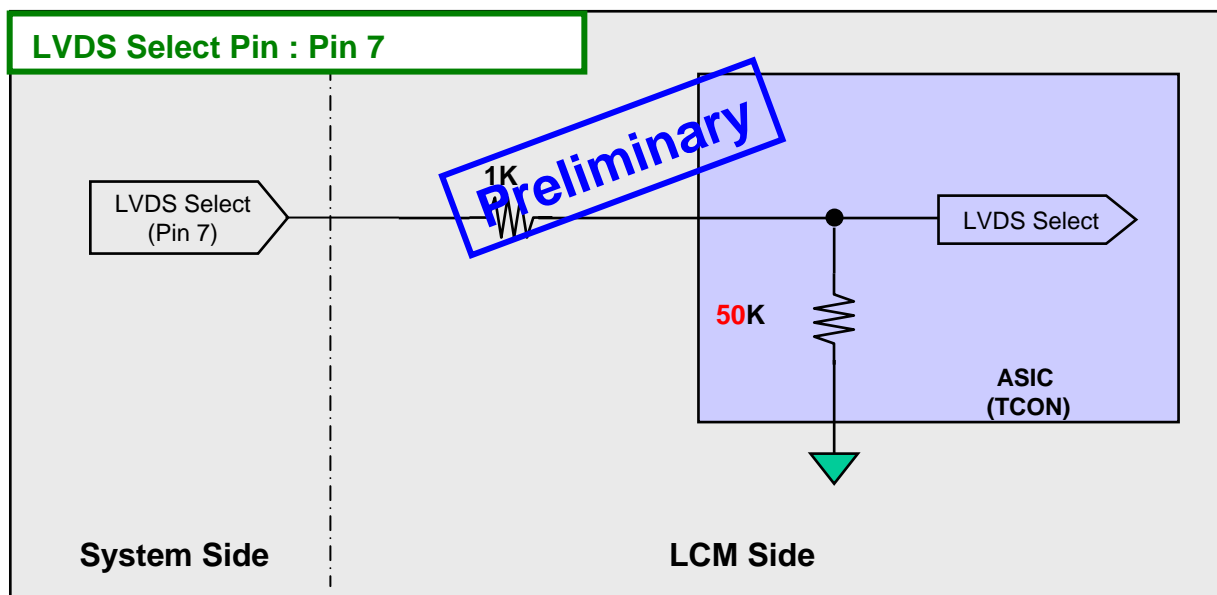 LVDS Select Pin : Pin 7
Preliminary
1K
LVDS Select
(Pin 7)
LVDS Select
50K
ASIC
(TCON)
System Side
LCM Side